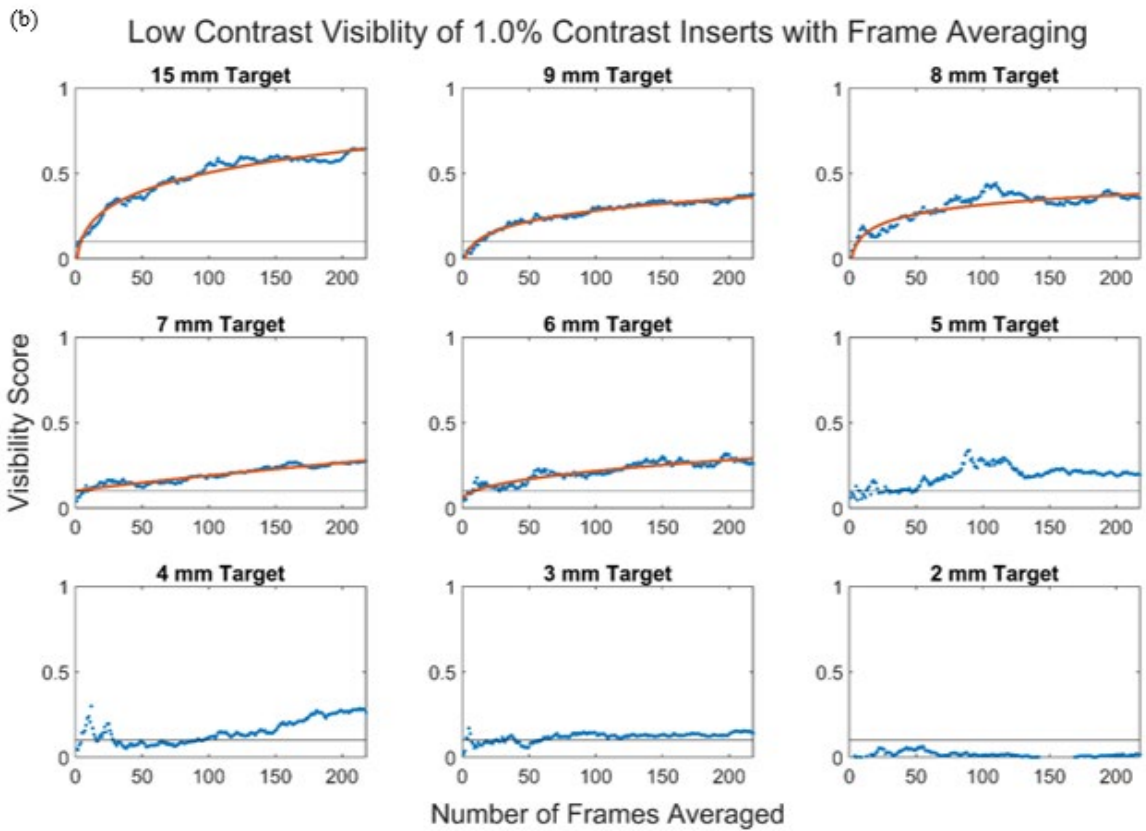 (b)
Low Contrast Visiblity of 1.0% Contrast Inserts with Frame Averaging
15 mm Target
9 mm Target
8 mm Target
1
0.5
0
0 50 100 150 200
1
0.5
0
0 50 100 150 200
1
0.5
0
0 50 100 150 200
7 mm Target
6 mm Target
5 mm Target
Visibility Score
1
0.5
0
0 50 100 150 200
1
0.5
0
0 50 100 150 200
1
0.5
0
0 50 100 150 200
4 mm Target
3 mm Target
2 mm Target
1
0.5
0
0 50 100 150 200
1
0.5
0
0 50 100 150 200
1
0.5
0
0 50 100 150 200
Number of Frames Averaged